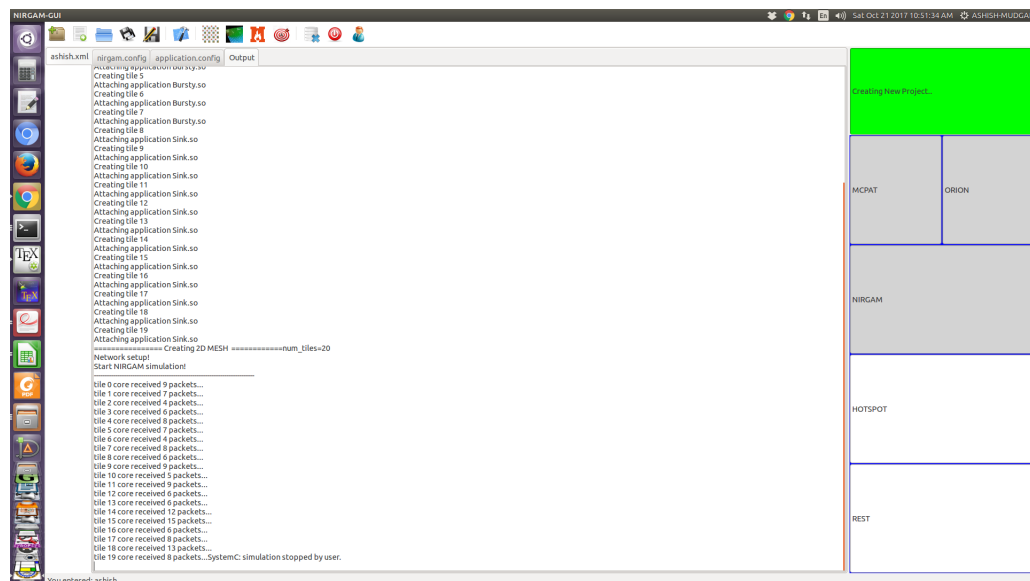 NIRGAM-GUI
En
Sat Oct 21 2017 10:51:34 AM
ASHISH-MUDGA
ashish.xml
nirgam.config
application.config
Output
Attaching application Bursty.so
Creating tile 5
Attaching application Bursty.so
Creating tile 6
Attaching application Bursty.so
Creating tile 7
Attaching application Bursty.so
Creating tile 8
Attaching application Sink.so
Creating tile 9
Attaching application Sink.so
Creating tile 10
Attaching application Sink.so
Creating tile 11
Attaching application Sink.so
Creating tile 12
Attaching application Sink.so
Creating tile 13
Attaching application Sink.so
Creating tile 14
Attaching application Sink.so
Creating tile 15
Attaching application Sink.so
Creating tile 16
Attaching application Sink.so
Creating tile 17
Attaching application Sink.so
Creating tile 18
Attaching application Sink.so
Creating tile 19
Attaching application Sink.so
================ Creating 2D MESH ============num_tiles=20
Network setup!
Start NIRGAM simulation!
tile 0 core received 9 packets...
tile 1 core received 7 packets...
tile 2 core received 4 packets...
tile 3 core received 6 packets...
tile 4 core received 8 packets...
tile 5 core received 7 packets...
tile 6 core received 4 packets...
tile 7 core received 8 packets...
tile 8 core received 6 packets...
tile 9 core received 9 packets...
tile 10 core received 5 packets...
tile 11 core received 9 packets...
tile 12 core received 6 packets...
tile 13 core received 6 packets...
tile 14 core received 12 packets...
tile 15 core received 15 packets...
tile 16 core received 6 packets...
tile 17 core received 8 packets...
tile 18 core received 13 packets...
tile 19 core received 8 packets...SystemC: simulation stopped by user.
You entered: ashish
Creating New Project..
MCPAT
ORION
NIRGAM
HOTSPOT
REST
TEX
TEX
PDF